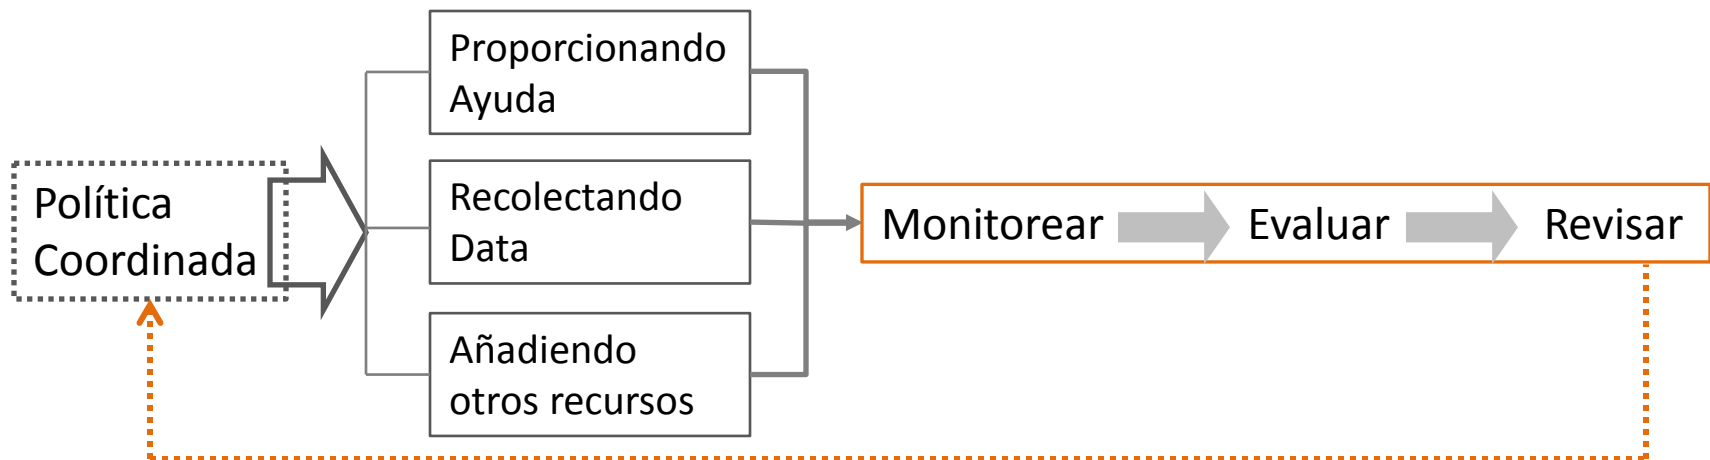 Política
Coordinada
Proporcionando
Ayuda
Recolectando
Data
Añadiendo
otros recursos
Monitorear
Evaluar
Revisar